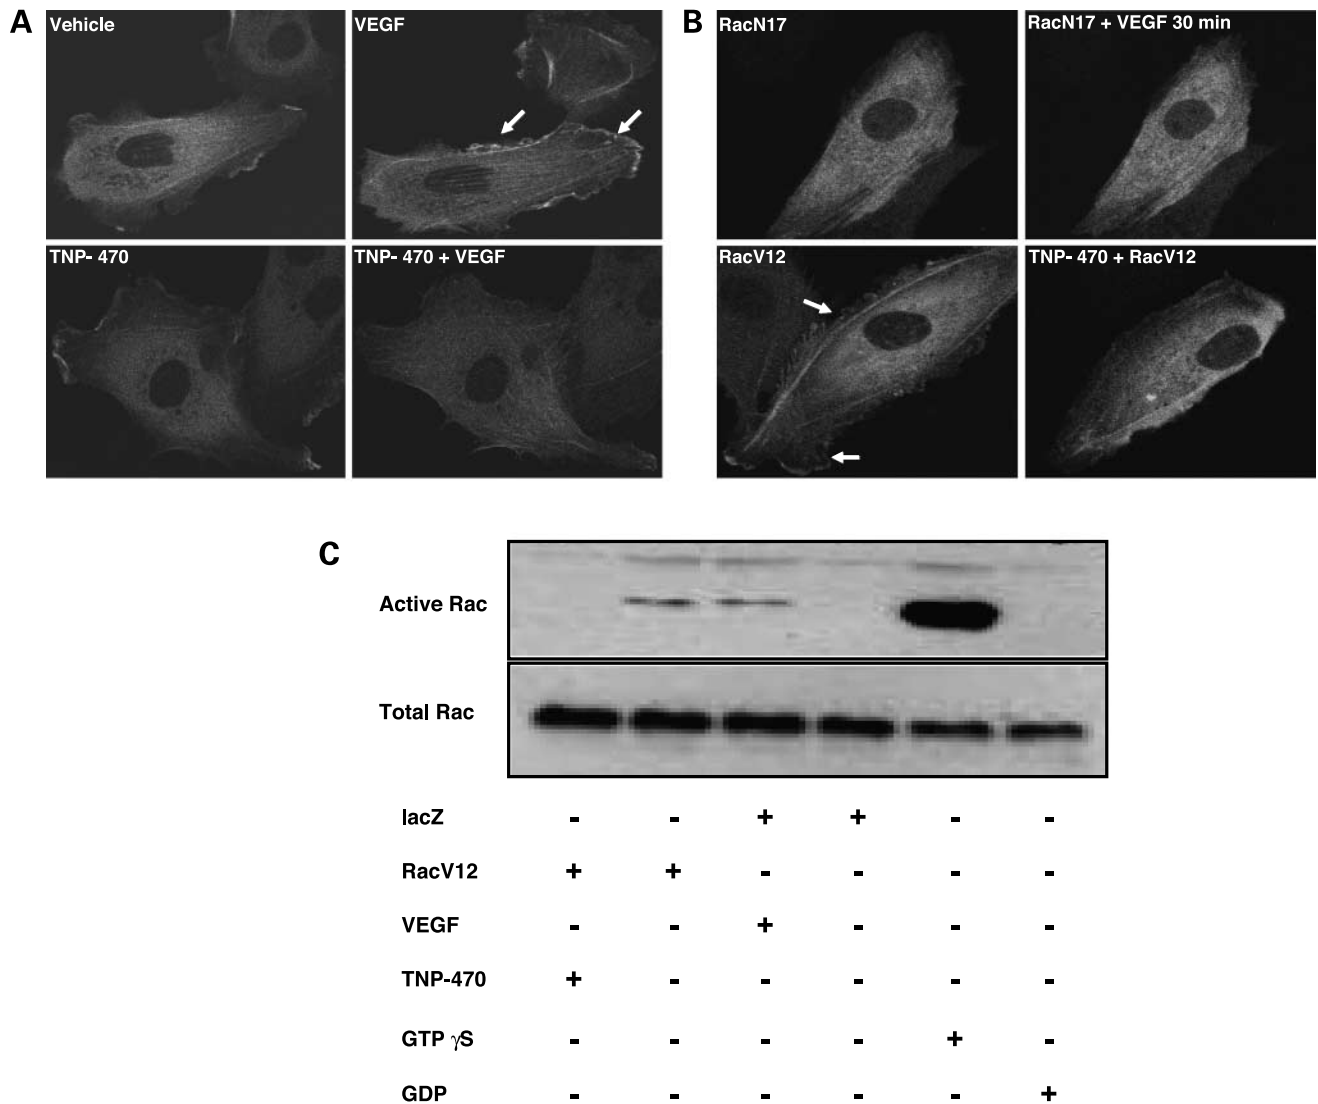 A
Vehicle
VEGF
TNP- 470
TNP- 470 + VEGF
B
RacN17
RacN17 + VEGF 30 min
RacV12
TNP- 470 + RacV12
C
Active Rac
Total Rac
lacZ - - + + - -
RacV12 + + - - - -
VEGF - - + - - -
TNP-470 + - - - - -
GTP γS - - - - + -
GDP - - - - - +